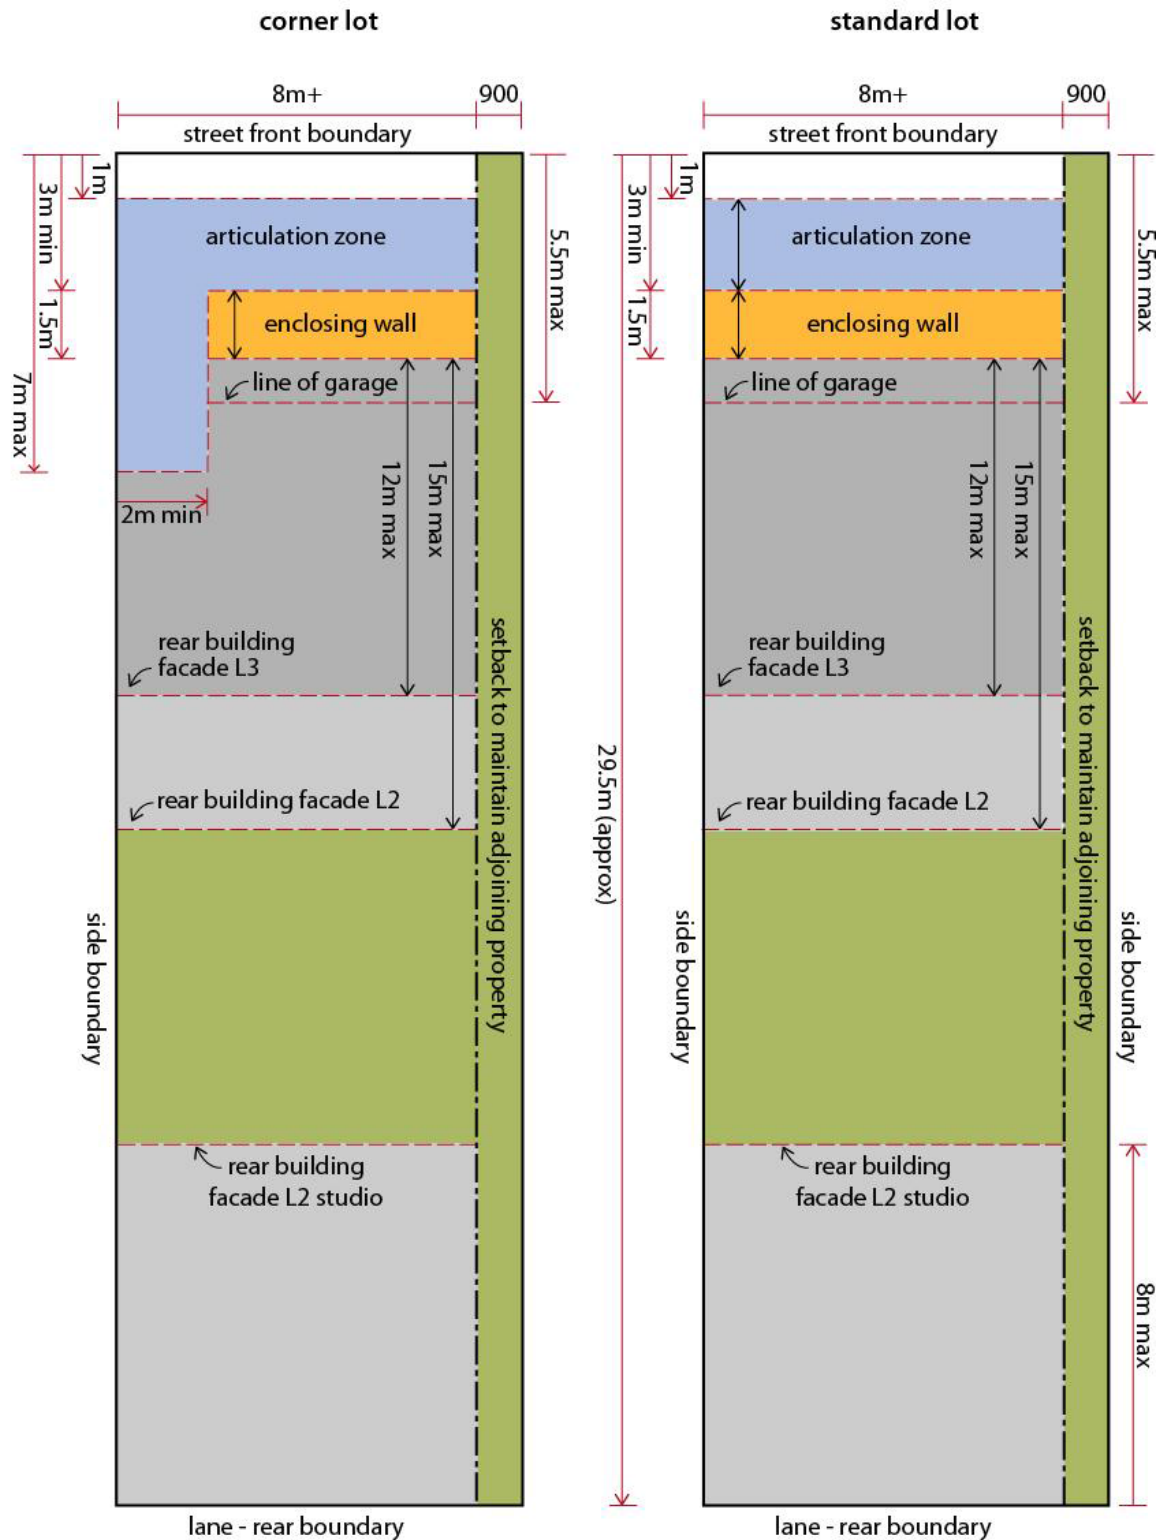 corner lot
standard lot
8m+
900
8m+
900
street front boundary
street front boundary
1m
3m min
1.5m
7m max
5.5m max
articulation zone
enclosing wall
line of garage
12m max
15m max
2m min
rear building
facade L3
rear building facade L2
setback to maintain adjoining property
side boundary
rear building
facade L2 studio
lane - rear boundary
29.5m (approx)
1m
3m min
1.5m
5.5m max
articulation zone
enclosing wall
line of garage
12m max
15m max
rear building
facade L3
rear building facade L2
setback to maintain adjoining property
side boundary
side boundary
rear building
facade L2 studio
8m max
lane - rear boundary